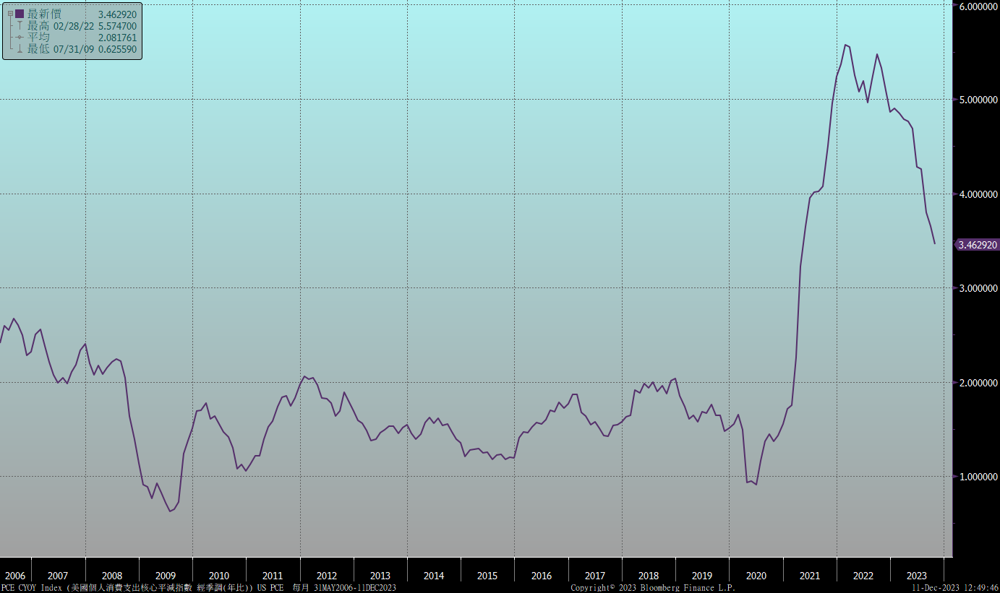 最新價 3.462920
最高 02/28/22 5.574700
平均 2.081761
最低 07/31/09 0.625590
6.000000
5.000000
4.000000
3.462920
3.000000
2.000000
1.000000
2006 2007 2008 2009 2010 2011 2012 2013 2014 2015 2016 2017 2018 2019 2020 2021 2022 2023
PCE CYOY Index (美國個人消費支出核心平減指數 經季調(年比)) US PCE 每月 31MAY2006-11DEC2023 Copyright© 2023 Bloomberg Finance L.P. 11-Dec-2023 12:49:46